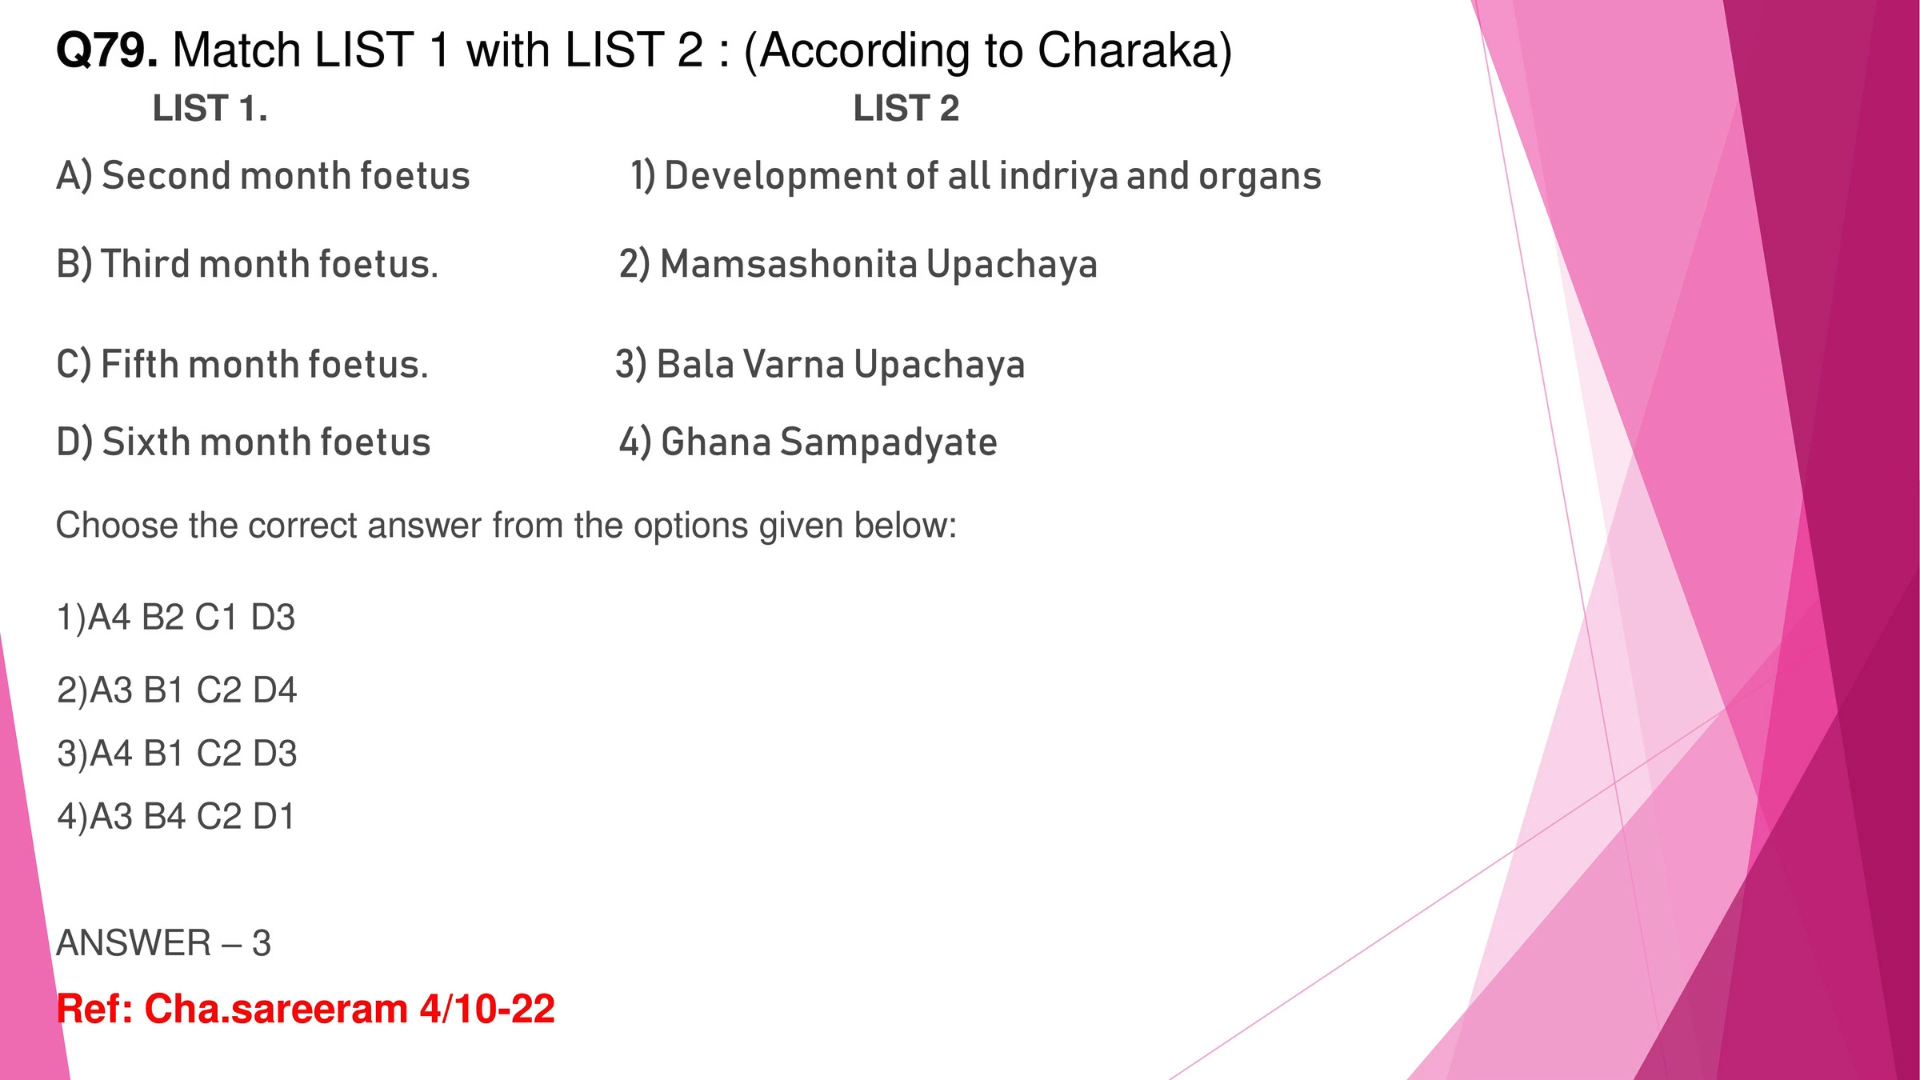 Q79. Match LIST 1 with LIST 2 : (According to Charaka)
LIST 1. LIST 2
A) Second month foetus 1) Development of all indriya and organs
B) Third month foetus. 2) Mamsashonita Upachaya
C) Fifth month foetus. 3) Bala Varna Upachaya
D) Sixth month foetus 4) Ghana Sampadyate
Choose the correct answer from the options given below:
1)A4 B2 C1 D3
2)A3 B1 C2 D4
3)A4 B1 C2 D3
4)A3 B4 C2 D1
ANSWER – 3
Ref: Cha.sareeram 4/10-22